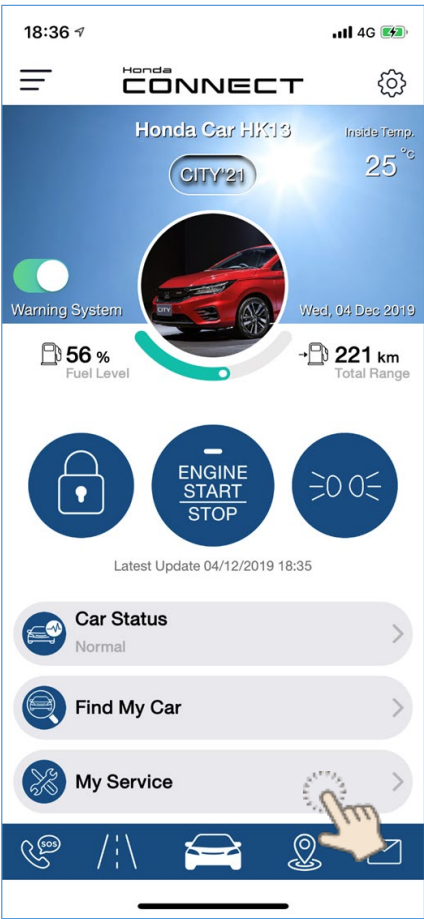 18:36
4G
Honda
CONNECT
Honda Car HK13
Inside Temp.
CITY'21
25 °c
CITY
Warning System
Wed, 04 Dec 2019
56 %
Fuel Level
221 km
Total Range
ENGINE
START
STOP
Latest Update 04/12/2019 18:35
Car Status
Normal
Find My Car
My Service
SOS